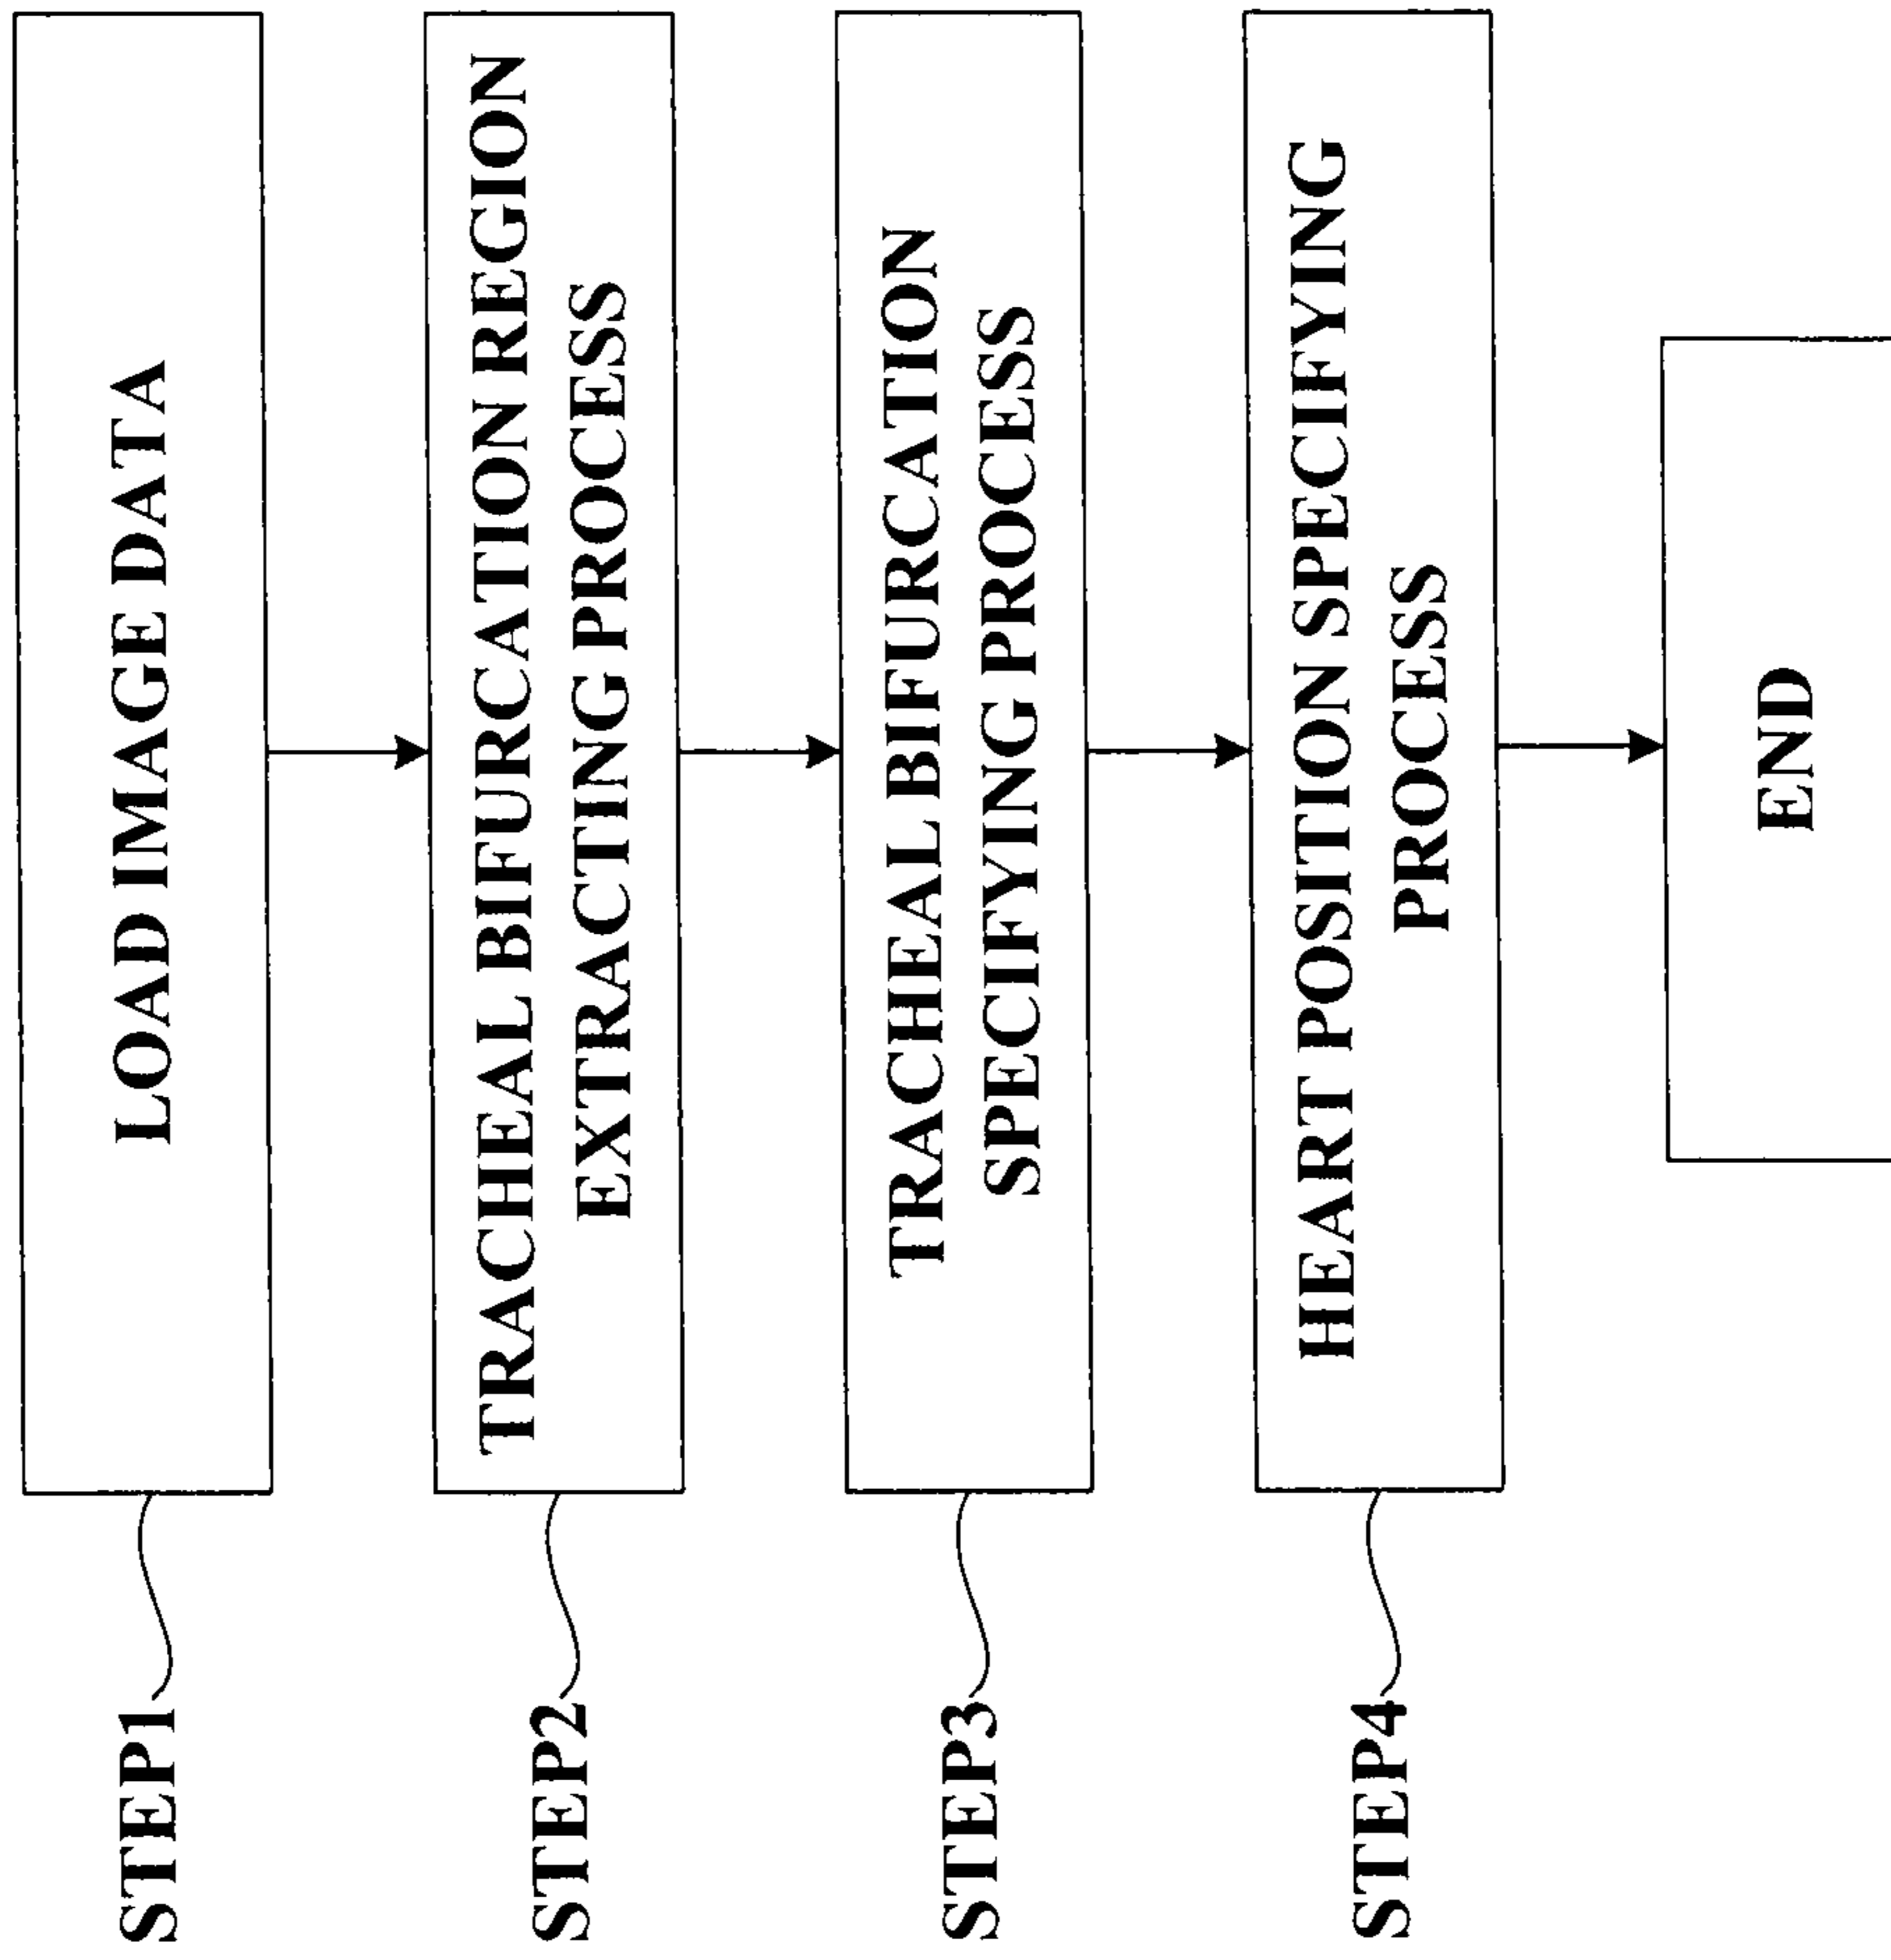 STEP1
LOAD IMAGE DATA
STEP2
TRACHEAL BIFURCATION REGION
EXTRACTING PROCESS
STEP3
TRACHEAL BIFURCATION
SPECIFYING PROCESS
STEP4
HEART POSITION SPECIFYING
PROCESS
END